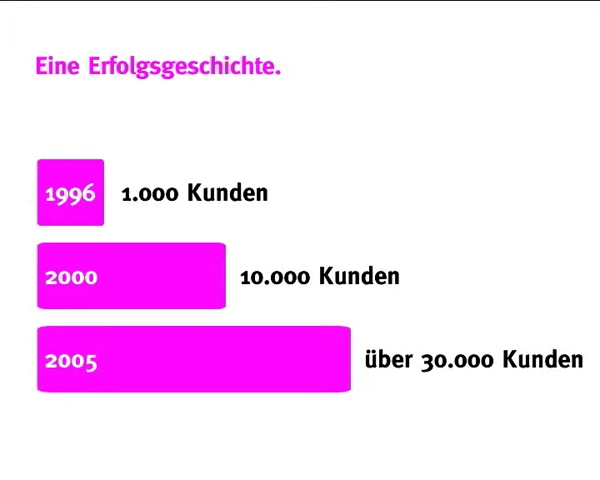 Eine Erfolgsgeschichte.
1996 1.000 Kunden
2000 10.000 Kunden
2005 über 30.000 Kunden